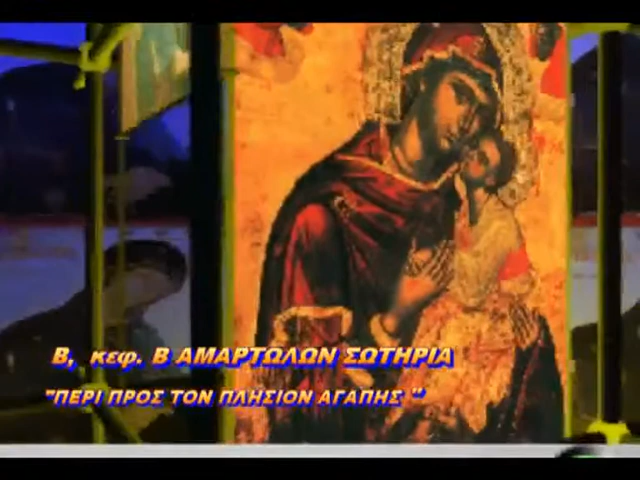 Β, κεφ. Β ΑΜΑΡΤΩΛΩΝ ΣΩΤΗΡΙΑ
"ΠΕΡΙ ΠΡΟΣ ΤΟΝ ΠΛΗΣΙΟΝ ΑΓΑΠΗΣ "